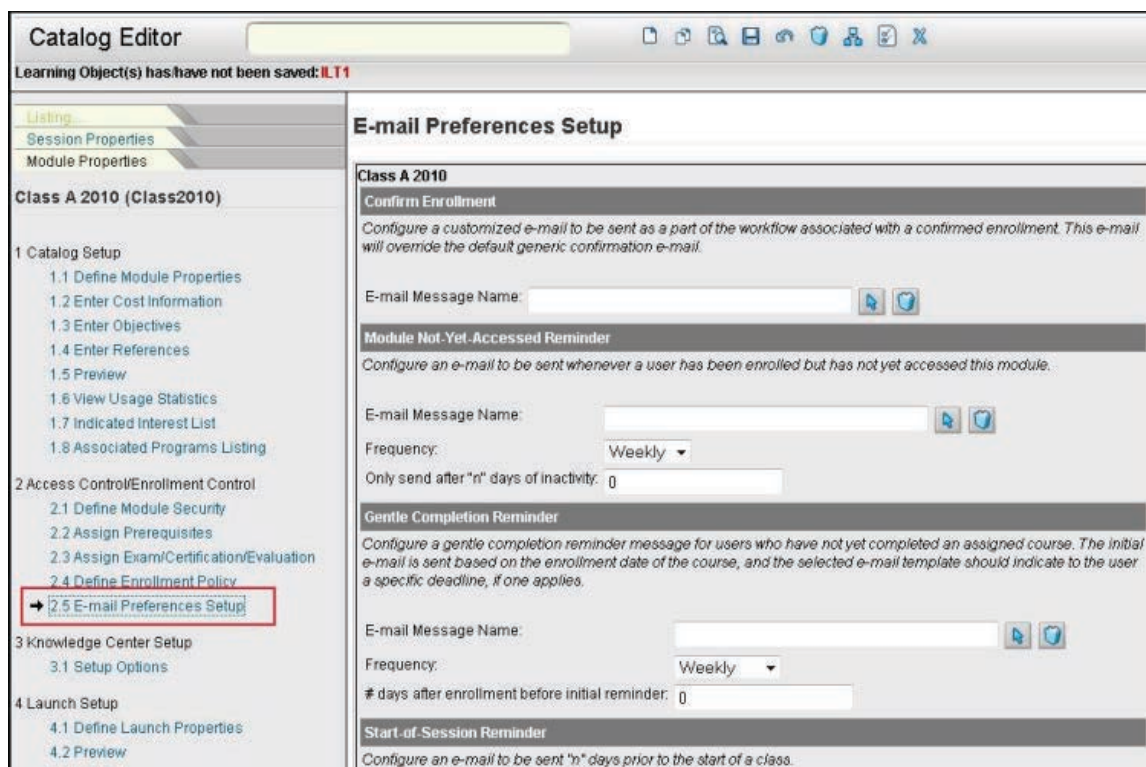 Catalog Editor
Learning Object(s) has/have not been saved: ILT1
Listing...
Session Properties
Module Properties
Class A 2010 (Class2010)
1 Catalog Setup
1.1 Define Module Properties
1.2 Enter Cost Information
1.3 Enter Objectives
1.4 Enter References
1.5 Preview
1.6 View Usage Statistics
1.7 Indicated Interest List
1.8 Associated Programs Listing
2 Access Control/Enrollment Control
2.1 Define Module Security
2.2 Assign Prerequisites
2.3 Assign Exam/Certification/Evaluation
2.4 Define Enrollment Policy
2.5 E-mail Preferences Setup
3 Knowledge Center Setup
3.1 Setup Options
4 Launch Setup
4.1 Define Launch Properties
4.2 Preview
E-mail Preferences Setup
Class A 2010
Confirm Enrollment
Configure a customized e-mail to be sent as a part of the workflow associated with a confirmed enrollment. This e-mail
will override the default generic confirmation e-mail.
E-mail Message Name:
Module Not-Yet-Accessed Reminder
Configure an e-mail to be sent whenever a user has been enrolled but has not yet accessed this module.
E-mail Message Name:
Frequency: Weekly
Only send after "n" days of inactivity: 0
Gentle Completion Reminder
Configure a gentle completion reminder message for users who have not yet completed an assigned course. The initial
e-mail is sent based on the enrollment date of the course, and the selected e-mail template should indicate to the user
a specific deadline, if one applies.
E-mail Message Name:
Frequency: Weekly
# days after enrollment before initial reminder: 0
Start-of-Session Reminder
Configure an e-mail to be sent "n" days prior to the start of a class.